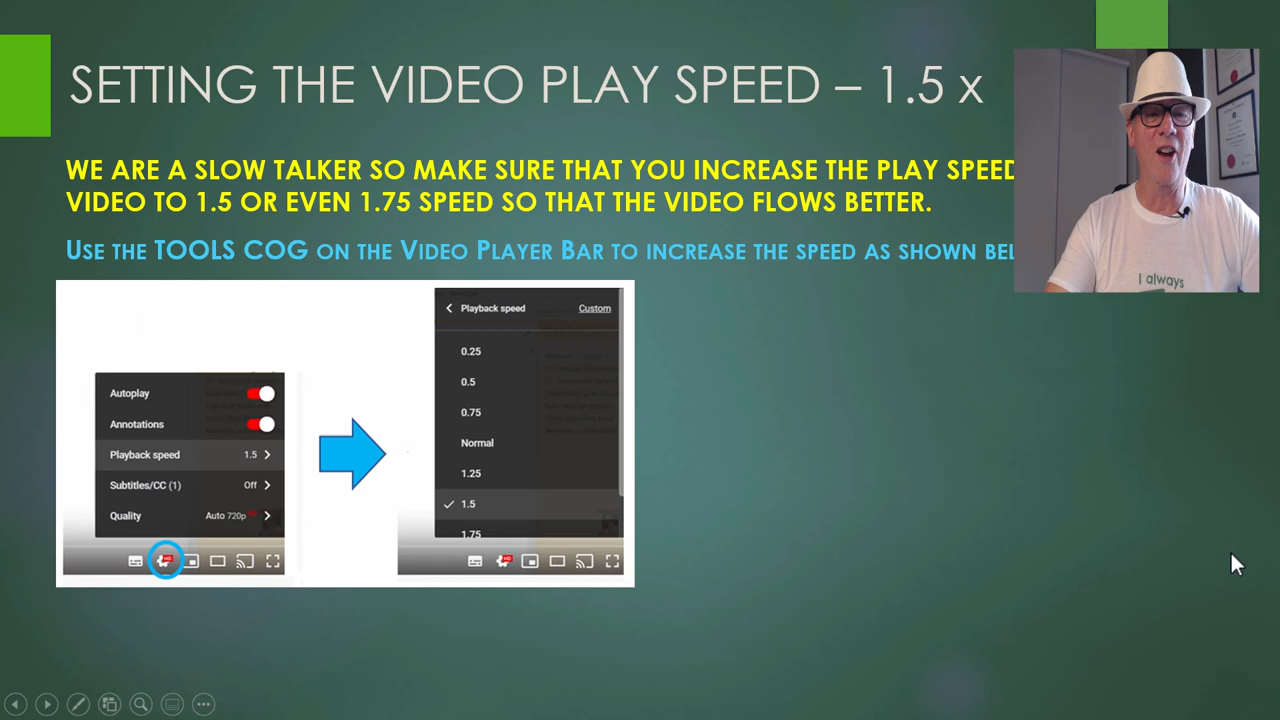 SETTING THE VIDEO PLAY SPEED – 1.5 x
WE ARE A SLOW TALKER SO MAKE SURE THAT YOU INCREASE THE PLAY SPEED
VIDEO TO 1.5 OR EVEN 1.75 SPEED SO THAT THE VIDEO FLOWS BETTER.
USE THE TOOLS COG ON THE VIDEO PLAYER BAR TO INCREASE THE SPEED AS SHOWN
I always
Playback speed Custom
0.25
0.5
0.75
Normal
1.25
1.5
1.75
Autoplay
Annotations
Playback speed 1.5
Subtitles/CC (1) Off
Quality Auto 720p
HD
HD